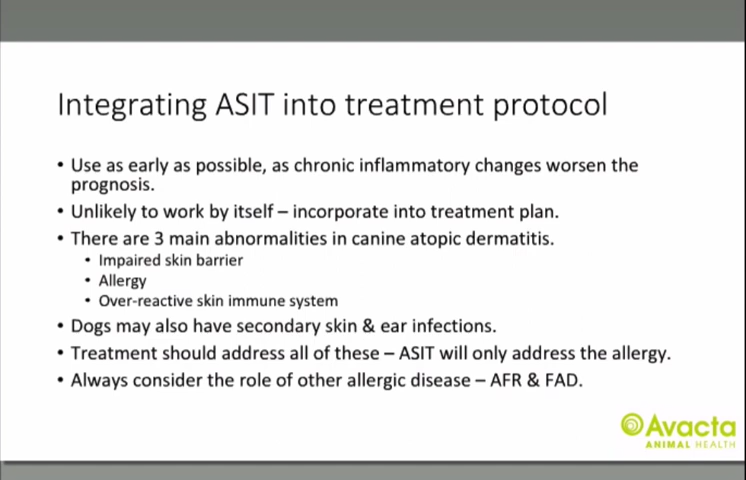 Integrating ASIT into treatment protocol
• Use as early as possible, as chronic inflammatory changes worsen the
prognosis.
• Unlikely to work by itself – incorporate into treatment plan.
• There are 3 main abnormalities in canine atopic dermatitis.
• Impaired skin barrier
• Allergy
• Over-reactive skin immune system
• Dogs may also have secondary skin & ear infections.
• Treatment should address all of these – ASIT will only address the allergy.
• Always consider the role of other allergic disease – AFR & FAD.
Avacta
ANIMAL HEALTH